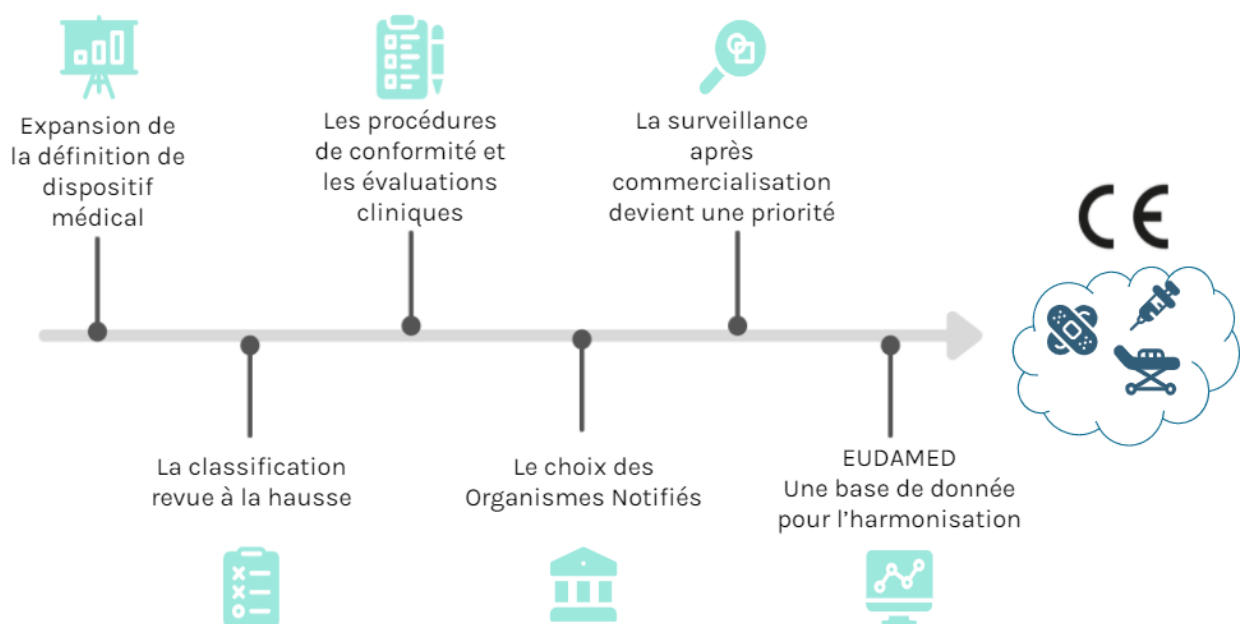 Expansion de
la définition de
dispositif
médical
Les procédures
de conformité et
les évaluations
cliniques
La surveillance
après
commercialisation
devient une priorité
CE
La classification
revue à la hausse
Le choix des
Organismes Notifiés
EUDAMED
Une base de donnée
pour l'harmonisation